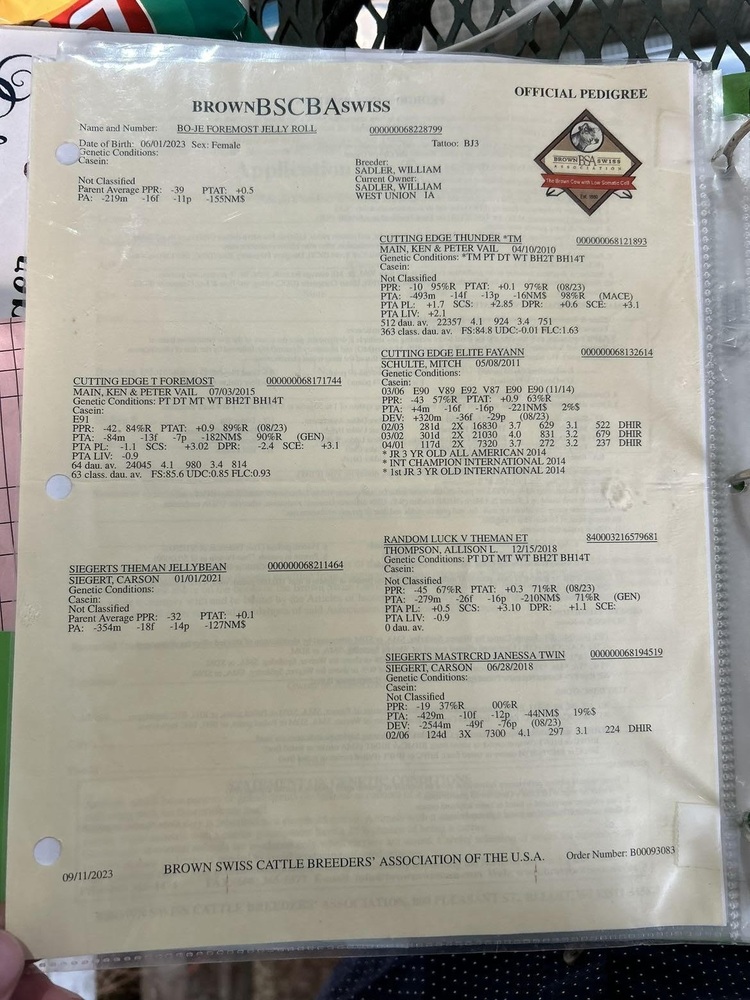 BROWNBSCBASWISS
OFFICIAL PEDIGREE
Name and Number: BO-JE FOREMOST JELLY ROLL 000000068228799
Date of Birth: 06/01/2023 Sex: Female Tattoo: BJ3
Genetic Conditions:
Casein:
Not Classified
Parent Average PPR: -39 PTAT: +0.5
PA: -219m -16f -11p -155NM$
Breeder:
SADLER, WILLIAM
Current Owner:
SADLER, WILLIAM
WEST UNION IA
BROWN BSA SWISS
ASSOCIATION
The Brown Cow with Low Somatic Cell
CUTTING EDGE THUNDER *TM 000000068121893
MAIN, KEN & PETER VAIL 04/10/2010
Genetic Conditions: *TM PT DT WT BH2T BH14T
Casein:
Not Classified
PPR: -10 95%R PTAT: +0.1 97%R (08/23)
PTA: -493m -14f -13p -16NM$ 98%R (MACE)
PTA PL: +1.7 SCS: +2.85 DPR: +0.6 SCE: +3.1
PTA LIV: +2.1
512 dau. av. 22357 4.1 924 3.4 751
363 class. dau. av. FS:84.8 UDC:-0.01 FLC:1.63
CUTTING EDGE T FOREMOST 000000068171744
MAIN, KEN & PETER VAIL 07/03/2015
Genetic Conditions: PT DT MT WT BH2T BH14T
Casein:
E91
PPR: -42 84%R PTAT: +0.9 89%R (08/23)
PTA: -84m -13f -7p -182NM$ 90%R (GEN)
PTA PL: -1.1 SCS: +3.02 DPR: -2.4 SCE: +3.1
PTA LIV: -0.9
64 dau. av. 24045 4.1 980 3.4 814
63 class. dau. av. FS:85.6 UDC:0.85 FLC:0.93
CUTTING EDGE ELITE FAYANN 000000068132614
SCHULTE, MITCH 05/08/2011
Genetic Conditions:
Casein:
03/06 E90 V89 E92 V87 E90 E90 (11/14)
PPR: -43 57%R PTAT: +0.9 63%R
PTA: +4m -16f -16p -221NM$ 2%$
DEV: +320m -36f -29p (08/23)
02/03 281d 2X 16830 3.7 629 3.1 522 DHIR
03/02 301d 2X 21030 4.0 831 3.2 679 DHIR
04/01 117d 2X 7320 3.7 272 3.2 237 DHIR
* JR 3 YR OLD ALL AMERICAN 2014
* INT CHAMPION INTERNATIONAL 2014
* 1st JR 3 YR OLD INTERNATIONAL 2014
SIEGERTS THEMAN JELLYBEAN 000000068211464
SIEGERT, CARSON 01/01/2021
Genetic Conditions:
Casein:
Not Classified
Parent Average PPR: -32 PTAT: +0.1
PA: -354m -18f -14p -127NM$
RANDOM LUCK V THEMAN ET 840003216579681
THOMPSON, ALLISON L. 12/15/2018
Genetic Conditions: PT DT MT WT BH2T BH14T
Casein:
Not Classified
PPR: -45 67%R PTAT: +0.3 71%R (08/23)
PTA: -279m -26f -16p -210NM$ 71%R (GEN)
PTA PL: +0.5 SCS: +3.10 DPR: +1.1 SCE:
PTA LIV: -0.9
0 dau. av.
SIEGERTS MASTRCRD JANESSA TWIN 000000068194519
SIEGERT, CARSON 06/28/2018
Genetic Conditions:
Casein:
Not Classified
PPR: -19 37%R 00%R
PTA: -429m -10f -12p -44NM$ 19%$
DEV: -2544m -49f -76p (08/23)
02/06 124d 3X 7300 4.1 297 3.1 224 DHIR
09/11/2023
BROWN SWISS CATTLE BREEDERS' ASSOCIATION OF THE U.S.A.
Order Number: B00093083